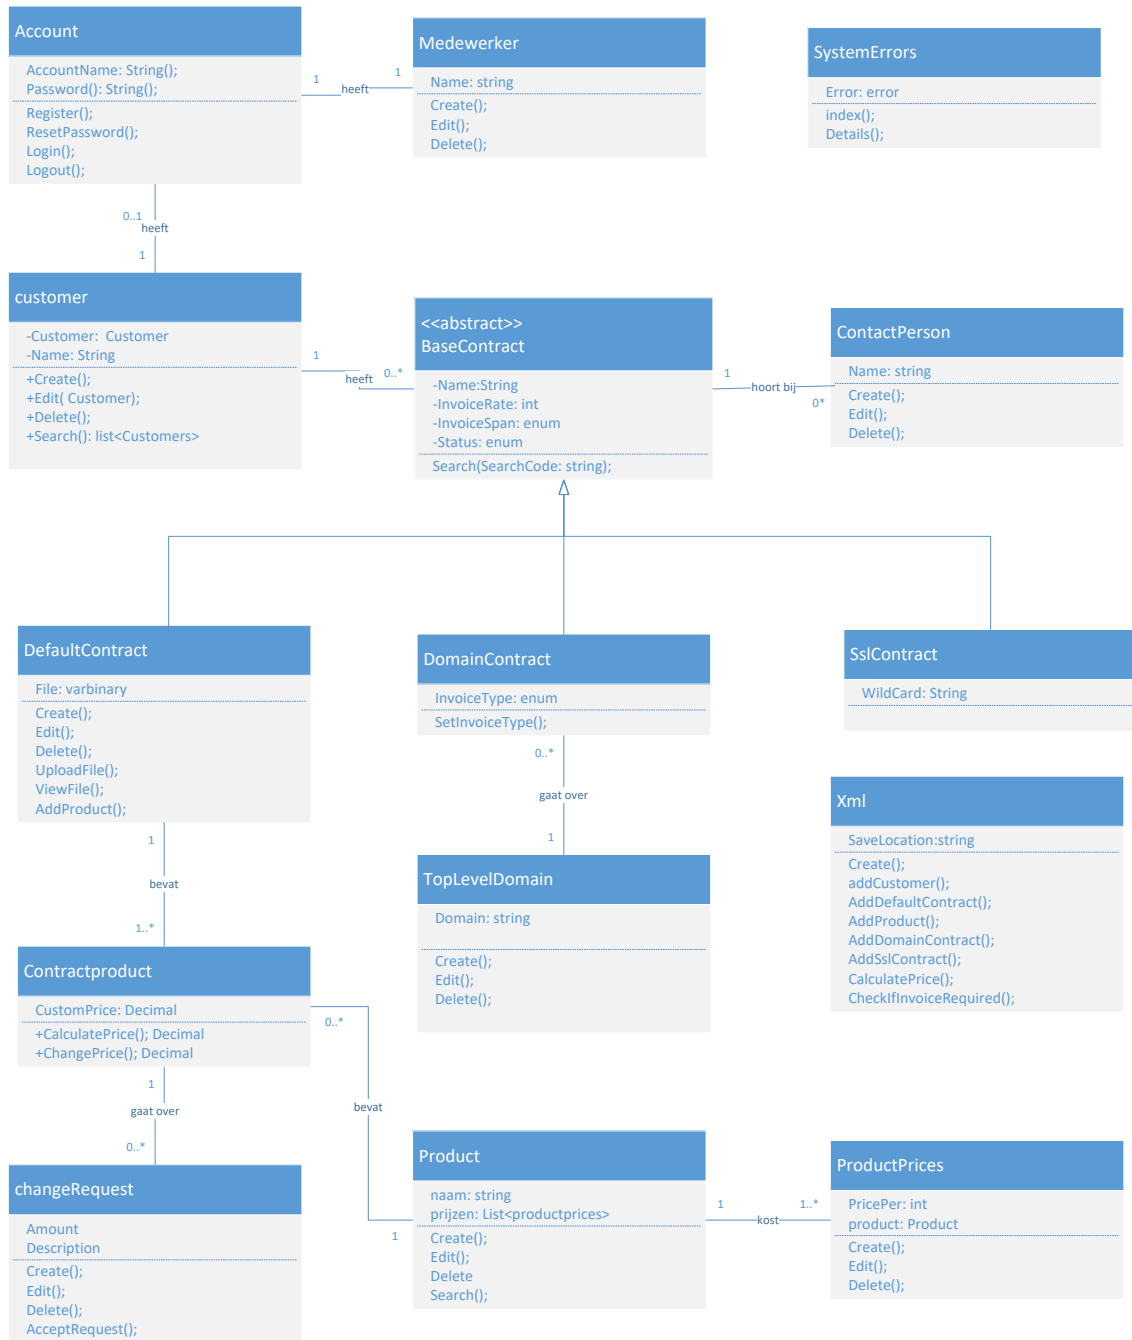 Account
AccountName: String();
Password(): String();
Register();
ResetPassword();
Login();
Logout();
1
heeft
1
Medewerker
Name: string
Create();
Edit();
Delete();
SystemErrors
Error: error
index();
Details();
0..1
heeft
1
customer
-Customer:  Customer
-Name: String
+Create();
+Edit( Customer);
+Delete();
+Search(): list<Customers>
1
heeft
0..*
<<abstract>>
BaseContract
-Name:String
-InvoiceRate: int
-InvoiceSpan: enum
-Status: enum
Search(SearchCode: string);
1
hoort bij
0*
ContactPerson
Name: string
Create();
Edit();
Delete();
DefaultContract
File: varbinary
Create();
Edit();
Delete();
UploadFile();
ViewFile();
AddProduct();
DomainContract
InvoiceType: enum
SetInvoiceType();
SslContract
WildCard: String
0..*
gaat over
1
TopLevelDomain
Domain: string
Create();
Edit();
Delete();
Xml
SaveLocation:string
Create();
addCustomer();
AddDefaultContract();
AddProduct();
AddDomainContract();
AddSslContract();
CalculatePrice();
CheckIfInvoiceRequired();
1
bevat
1..*
Contractproduct
CustomPrice: Decimal
+CalculatePrice(); Decimal
+ChangePrice(); Decimal
0..*
bevat
1
1
gaat over
0..*
changeRequest
Amount
Description
Create();
Edit();
Delete();
AcceptRequest();
Product
naam: string
prijzen: List<productprices>
Create();
Edit();
Delete
Search();
1
kost
1..*
ProductPrices
PricePer: int
product: Product
Create();
Edit();
Delete();